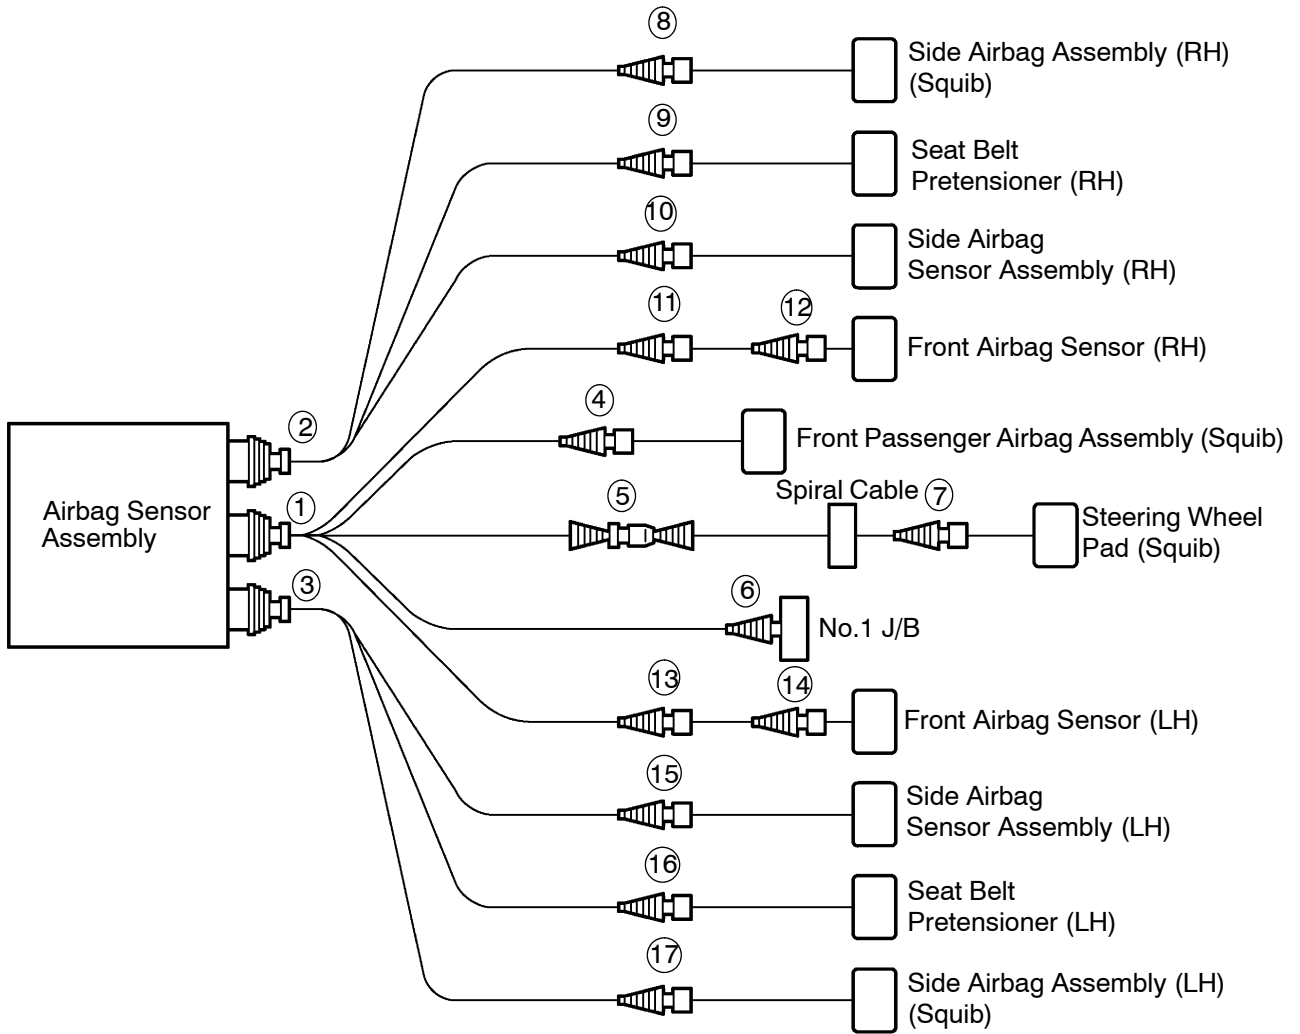 8
Side Airbag Assembly (RH)
(Squib)
9
Seat Belt
Pretensioner (RH)
10
Side Airbag
Sensor Assembly (RH)
11
12
Front Airbag Sensor (RH)
4
Front Passenger Airbag Assembly (Squib)
2
Airbag Sensor
Assembly
1
5
Spiral Cable
7
Steering Wheel
Pad (Squib)
3
6
No.1 J/B
13
14
Front Airbag Sensor (LH)
15
Side Airbag
Sensor Assembly (LH)
16
Seat Belt
Pretensioner (LH)
17
Side Airbag Assembly (LH)
(Squib)